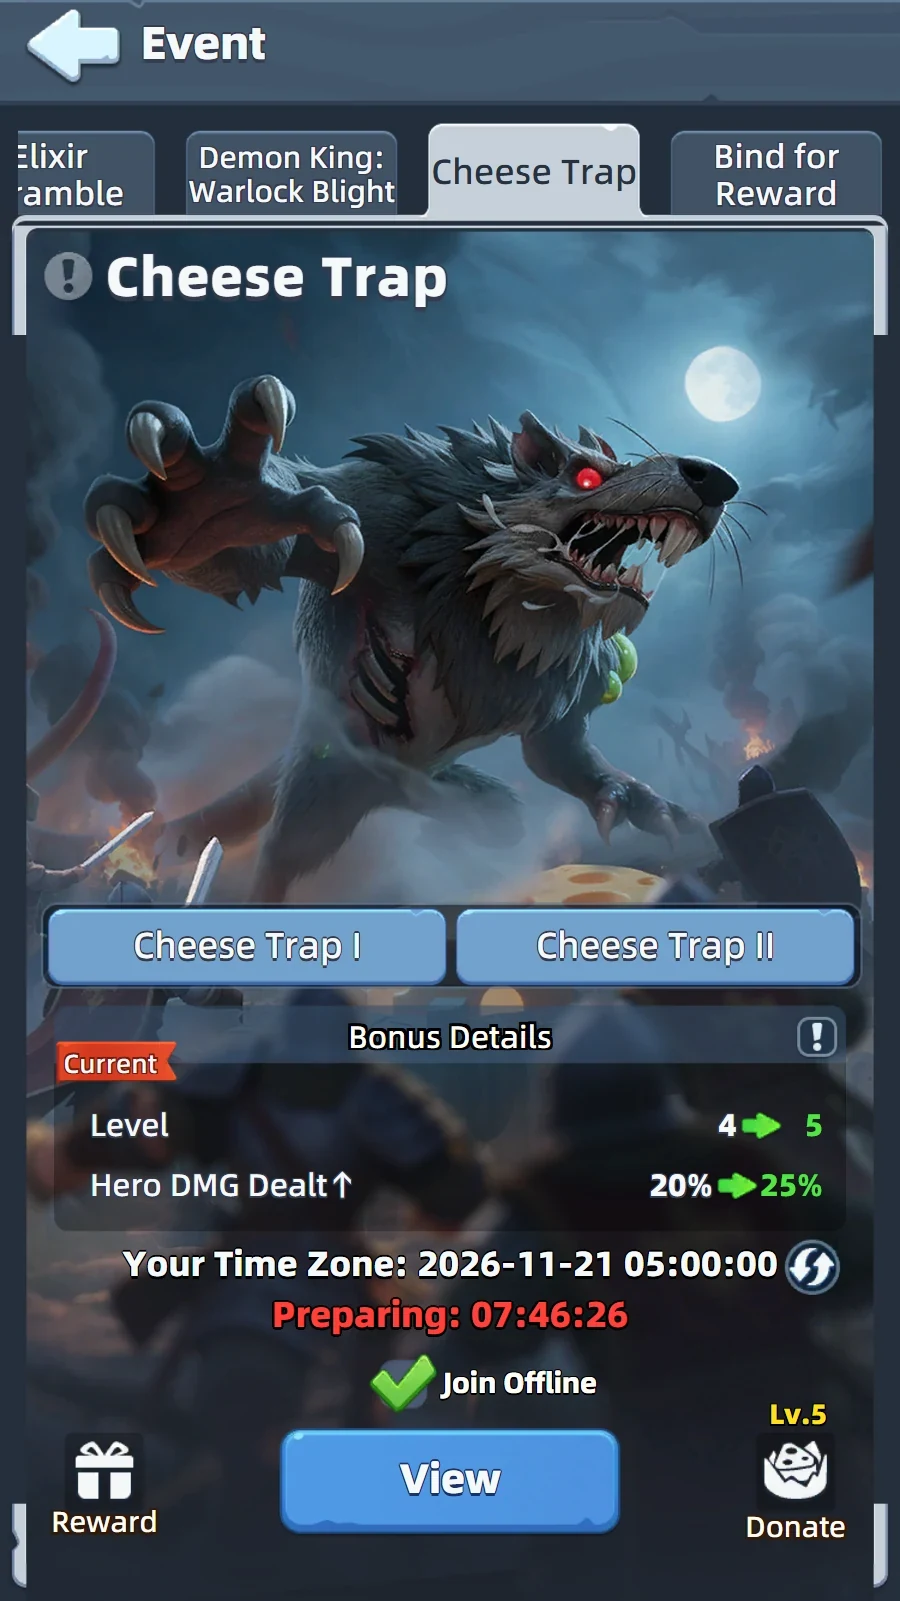 Event
Elixir
ramble
Demon King:
Warlock Blight
Cheese Trap
Bind for
Reward
Cheese Trap
Cheese Trap I
Cheese Trap II
Bonus Details
Current
Level 4 5
Hero DMG Dealt↑ 20% 25%
Your Time Zone: 2026-11-21 05:00:00
Preparing: 07:46:26
Join Offline
Lv.5
View
Reward
Donate